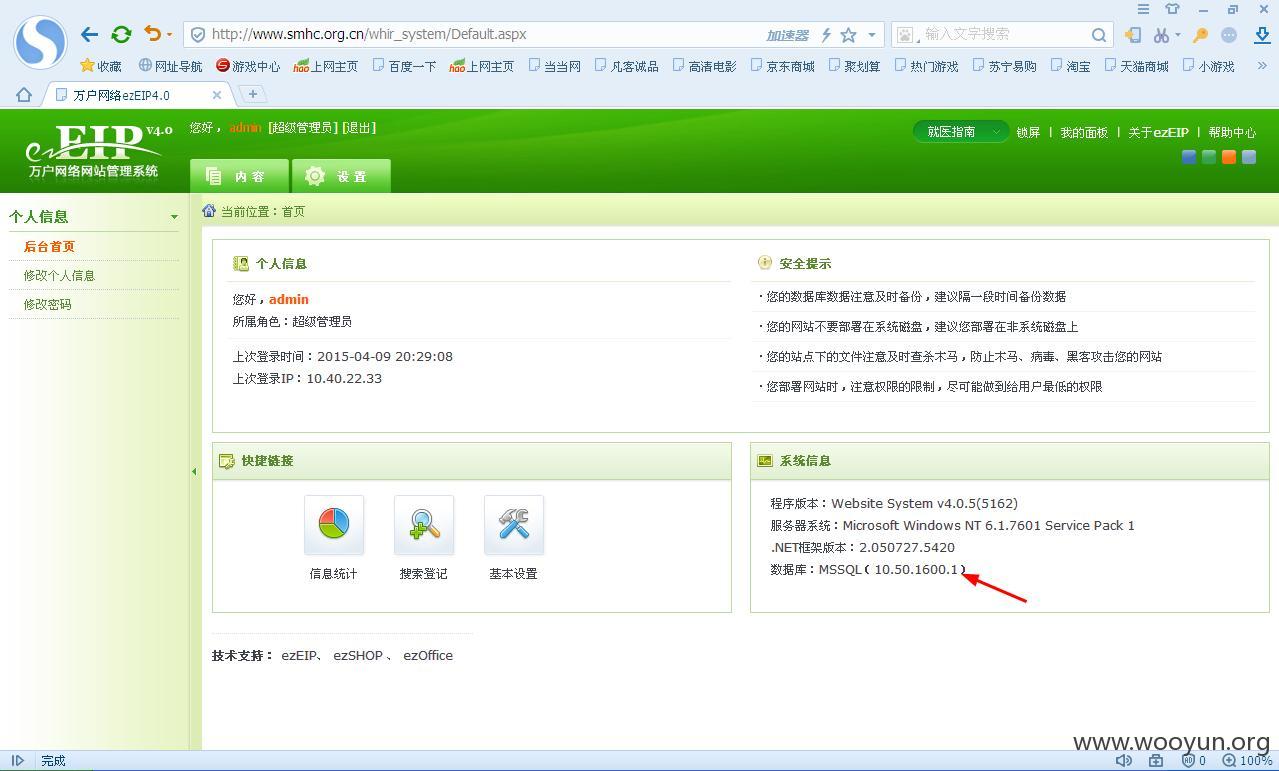 http://www.smhc.org.cn/whir_system/Default.aspx
加速器
输入文字搜索
收藏 网址导航 游戏中心 上网主页 百度一下 上网主页 当当网 凡客诚品 高清电影 京东商城 聚划算 热门游戏 苏宁易购 淘宝 天猫商城 小游戏
万户网络ezEIP4.0
eEIP v4.0
万户网络网站管理系统
您好， admin [超级管理员] [退出]
就医指南 锁屏 | 我的面板 | 关于ezEIP | 帮助中心
内 容 设 置
个人信息
后台首页
修改个人信息
修改密码
当前位置：首页
个人信息
您好，admin
所属角色：超级管理员
上次登录时间：2015-04-09 20:29:08
上次登录IP：10.40.22.33
安全提示
·您的数据库数据注意及时备份，建议隔一段时间备份数据
·您的网站不要部署在系统磁盘，建议您部署在非系统磁盘上
·您的站点下的文件注意及时查杀木马，防止木马、病毒、黑客攻击您的网站
·您部署网站时，注意权限的限制，尽可能做到给用户最低的权限
快捷链接
信息统计 搜索登记 基本设置
系统信息
程序版本：Website System v4.0.5(5162)
服务器系统：Microsoft Windows NT 6.1.7601 Service Pack 1
.NET框架版本：2.050727.5420
数据库：MSSQL（ 10.50.1600.1）
技术支持： ezEIP、 ezSHOP 、 ezOffice
www.wooyun.org
完成
0
100%